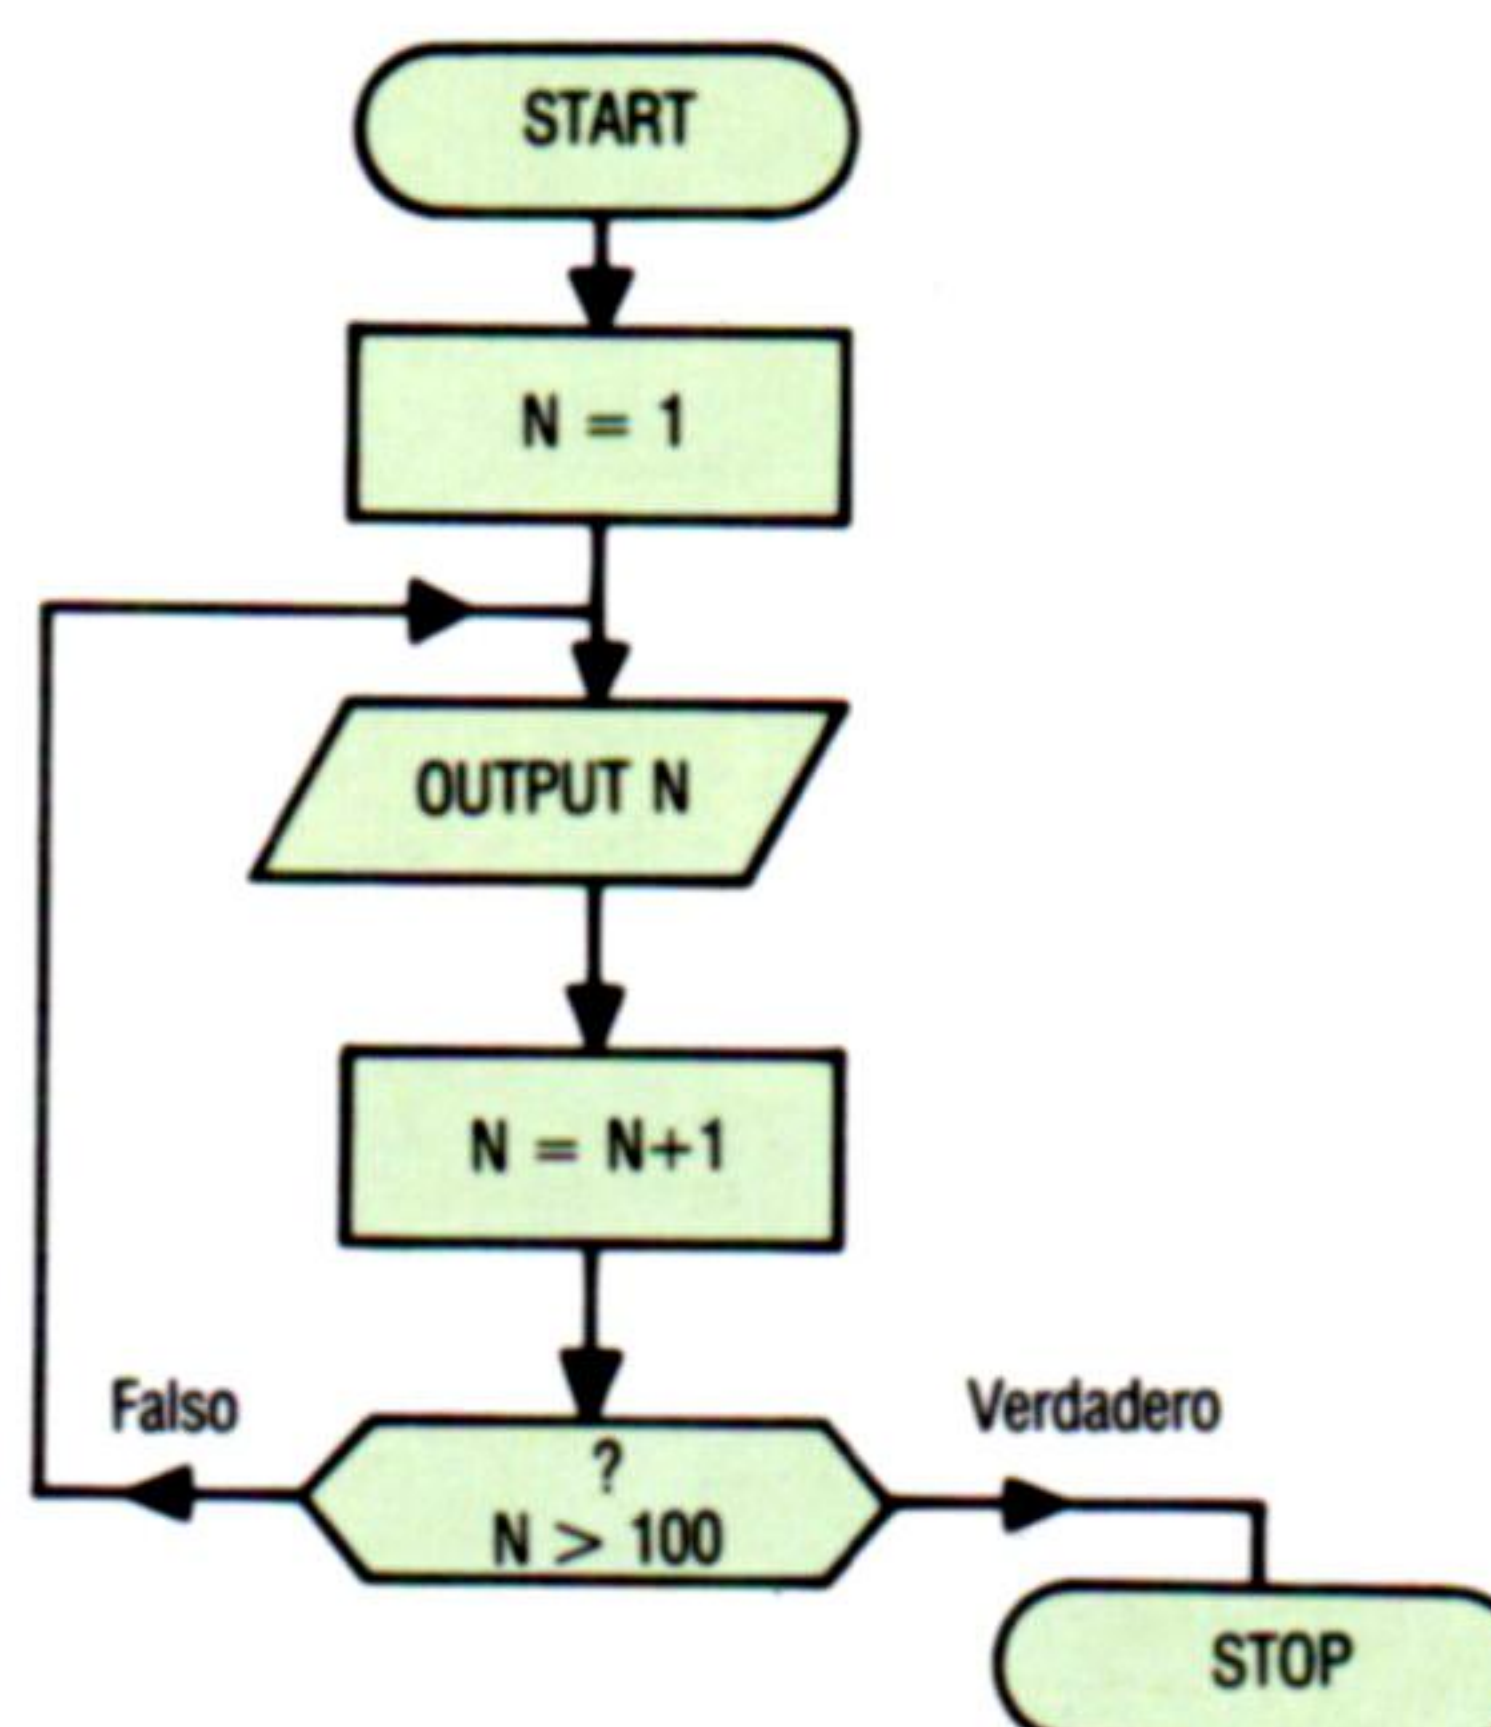 START
N = 1
OUTPUT N
N = N+1
Falso
Verdadero
?
N > 100
STOP